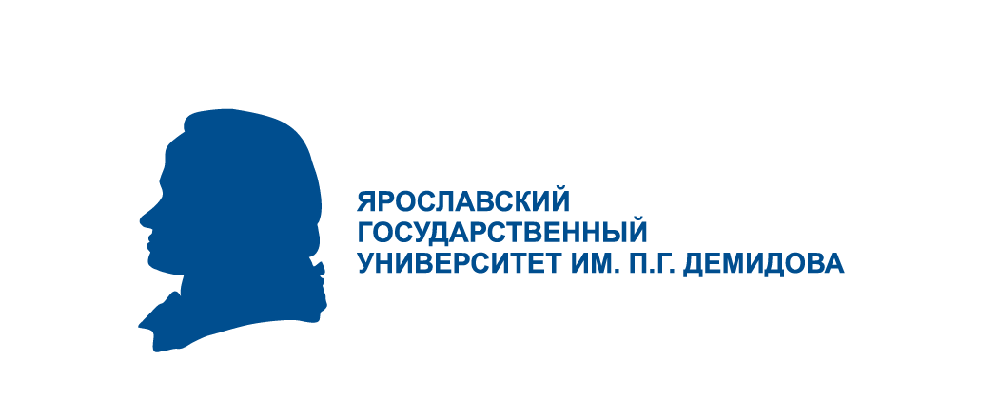 ЯРОСЛАВСКИЙ
ГОСУДАРСТВЕННЫЙ
УНИВЕРСИТЕТ ИМ. П.Г. ДЕМИДОВА